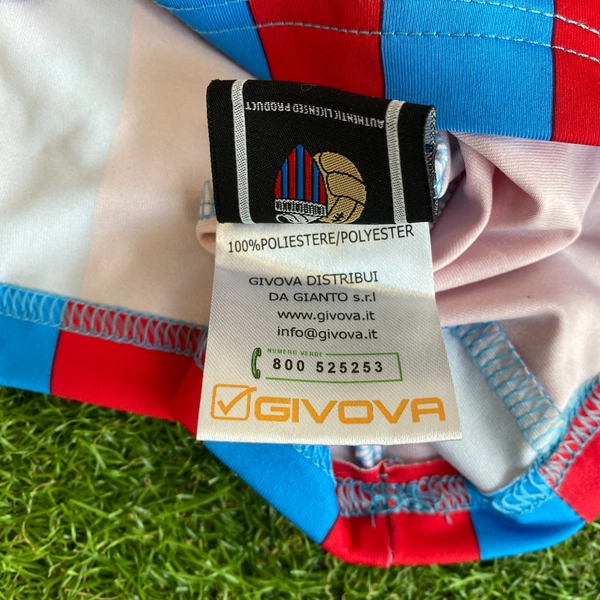 AUTHENTIC LICENSED PRODUCT
100%POLIESTERE/POLYESTER
GIVOVA DISTRIBUI
DA GIANTO s.r.l
www.givova.it
info@givova.it
NUMERO VERDE
800 525253
GIVOVA